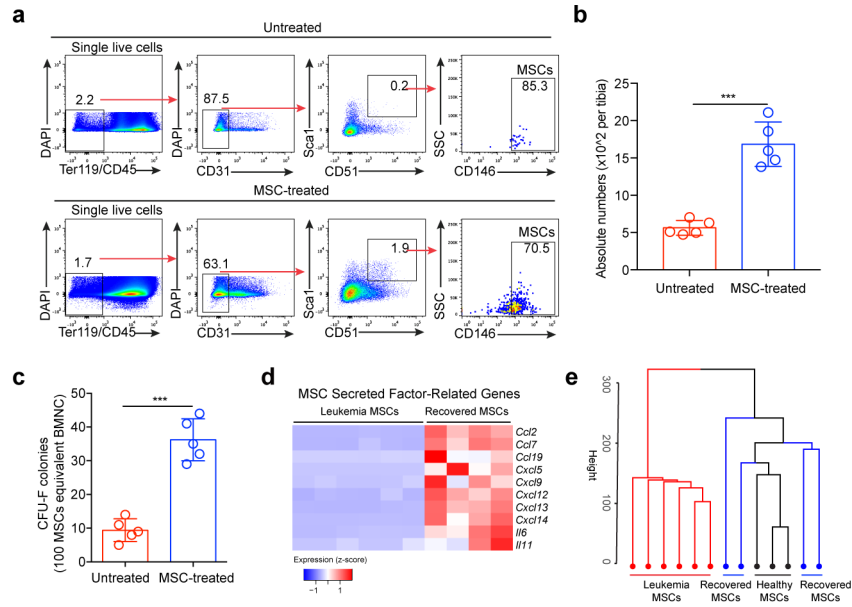 a
Untreated
Single live cells
2.2
DAPI
Ter119/CD45
87.5
DAPI
CD31
0.2
Sca1
CD51
MSCs
85.3
SSC
CD146
MSC-treated
Single live cells
1.7
DAPI
Ter119/CD45
63.1
DAPI
CD31
1.9
Sca1
CD51
MSCs
70.5
SSC
CD146
b
Absolute numbers (x10^2 per tibia)
25
20
15
10
5
0
***
Untreated
MSC-treated
c
CFU-F colonies
(100 MSCs equivalent BMNC)
50
40
30
20
10
0
***
Untreated
MSC-treated
d
MSC Secreted Factor-Related Genes
Leukemia MSCs
Recovered MSCs
Ccl2
Ccl7
Ccl19
Cxcl5
Cxcl9
Cxcl12
Cxcl13
Cxcl14
Il6
Il11
Expression (z-score)
−1 1
e
Height
300
200
100
0
Leukemia
MSCs
Recovered
MSCs
Healthy
MSCs
Recovered
MSCs